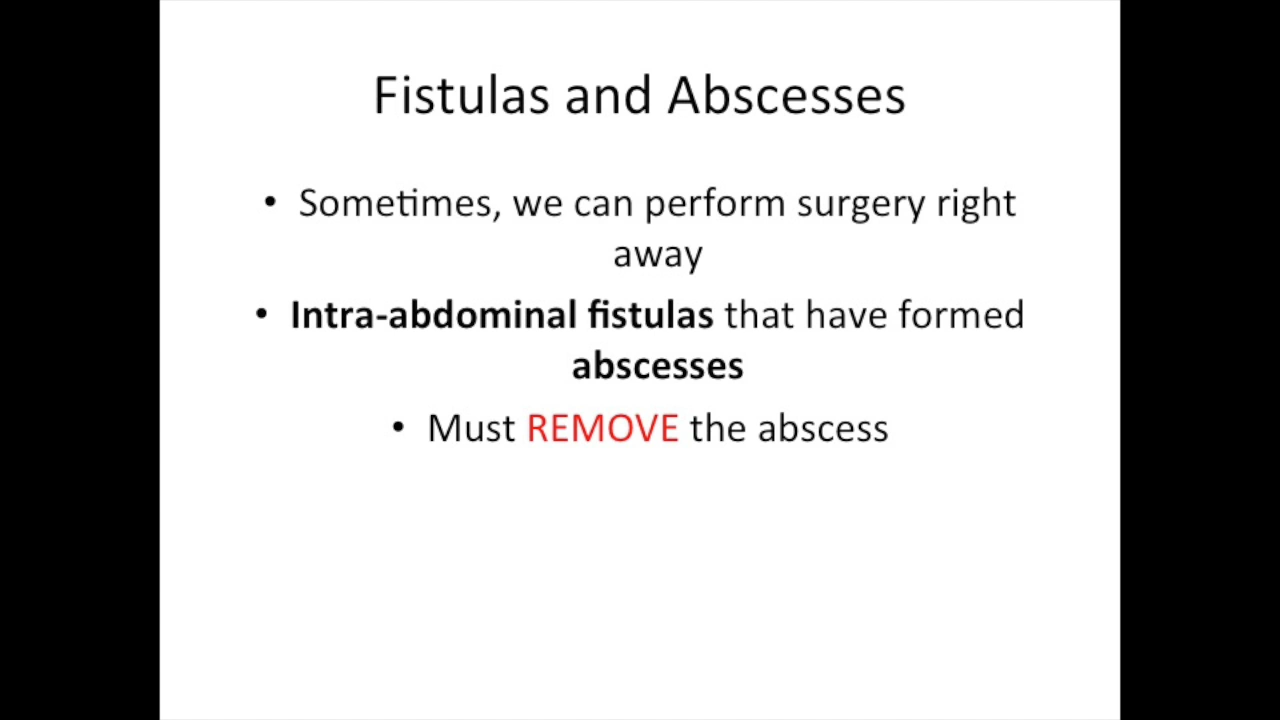 Fistulas and Abscesses
• Sometimes, we can perform surgery right
away
• Intra-abdominal fistulas that have formed
abscesses
• Must REMOVE the abscess